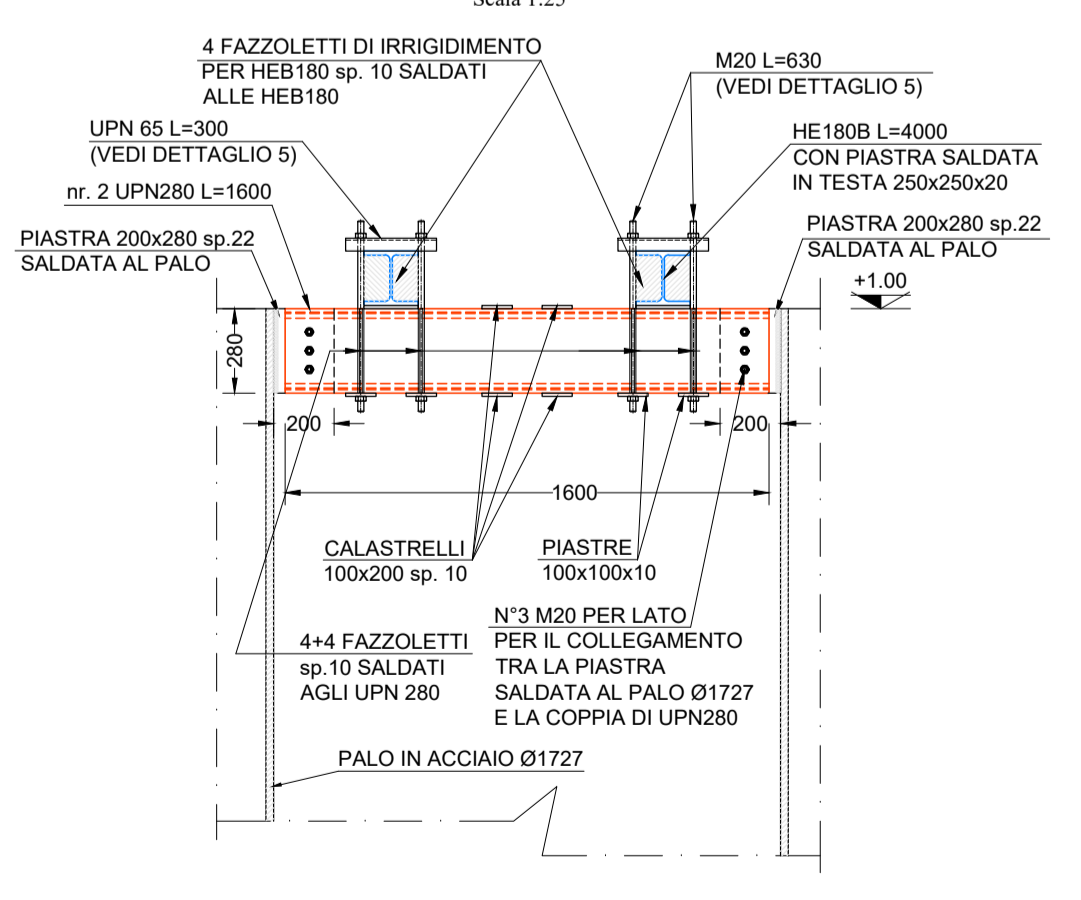 Scala 1:25
4 FAZZOLETTI DI IRRIGIDIMENTO
PER HEB180 sp. 10 SALDATI
ALLE HEB180
M20 L=630
(VEDI DETTAGLIO 5)
UPN 65 L=300
(VEDI DETTAGLIO 5)
HE180B L=4000
CON PIASTRA SALDATA
IN TESTA 250x250x20
nr. 2 UPN280 L=1600
PIASTRA 200x280 sp.22
SALDATA AL PALO
PIASTRA 200x280 sp.22
SALDATA AL PALO
+1.00
280
200
200
1600
CALASTRELLI
100x200 sp. 10
PIASTRE
100x100x10
4+4 FAZZOLETTI
sp.10 SALDATI
AGLI UPN 280
N°3 M20 PER LATO
PER IL COLLEGAMENTO
TRA LA PIASTRA
SALDATA AL PALO Ø1727
E LA COPPIA DI UPN280
PALO IN ACCIAIO Ø1727